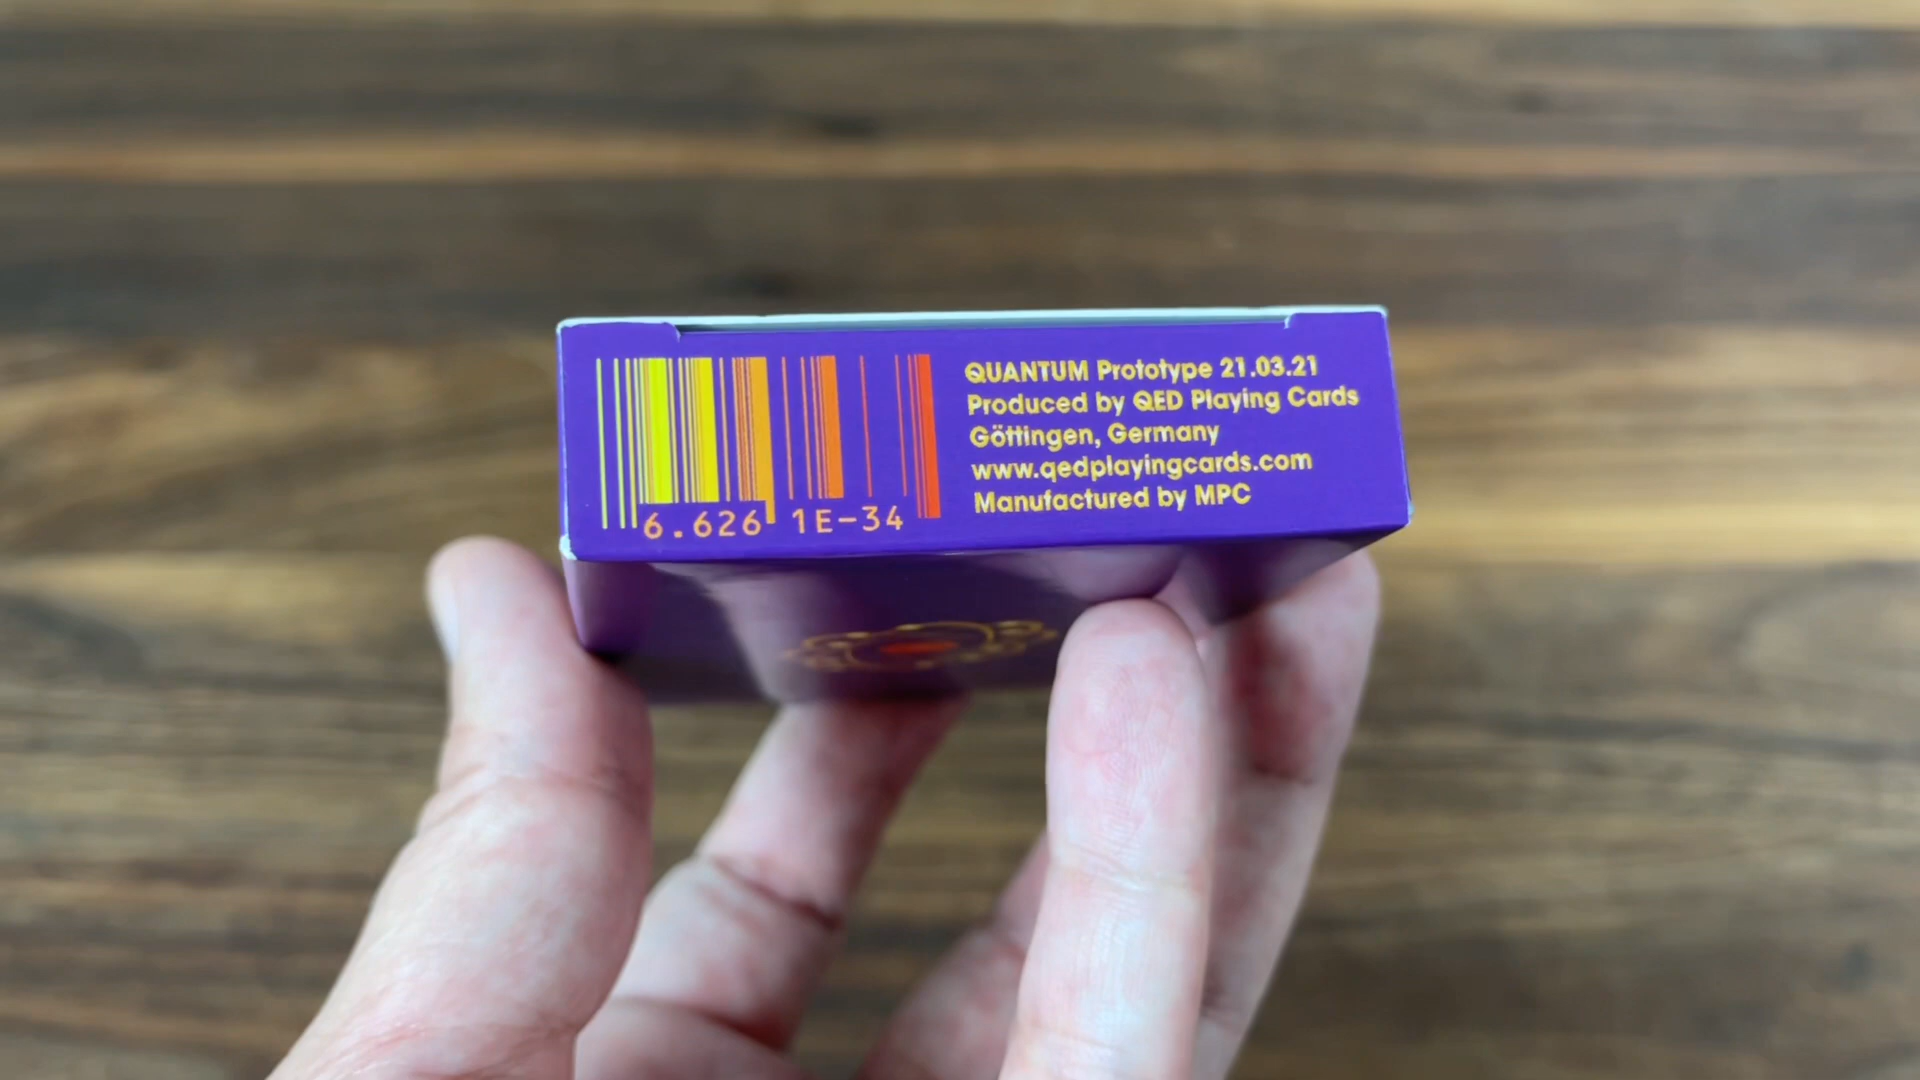 6.626 1E-34
QUANTUM Prototype 21.03.21
Produced by QED Playing Cards
Göttingen, Germany
www.qedplayingcards.com
Manufactured by MPC